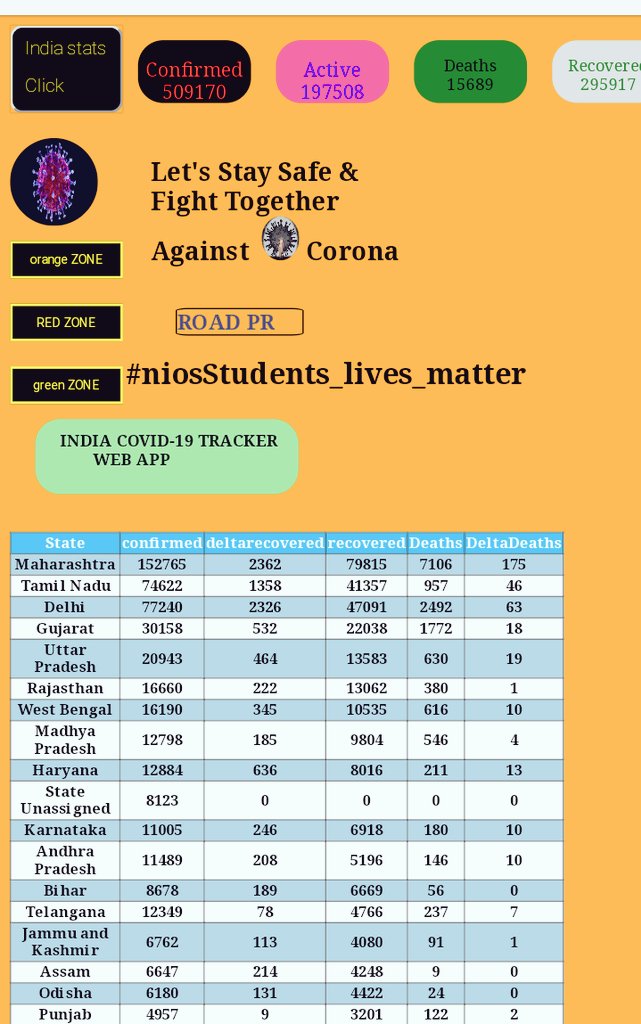 India stats
Click
Confirmed
509170
Active
197508
Deaths
15689
Recovered
295917
Let's Stay Safe &
Fight Together
Against Corona
orange ZONE
RED ZONE
ROAD PR
green ZONE
#niosStudents_lives_matter
INDIA COVID-19 TRACKER
WEB APP
State confirmed deltarecovered recovered Deaths DeltaDeaths
Maharashtra 152765 2362 79815 7106 175
Tamil Nadu 74622 1358 41357 957 46
Delhi 77240 2326 47091 2492 63
Gujarat 30158 532 22038 1772 18
Uttar
Pradesh 20943 464 13583 630 19
Rajasthan 16660 222 13062 380 1
West Bengal 16190 345 10535 616 10
Madhya
Pradesh 12798 185 9804 546 4
Haryana 12884 636 8016 211 13
State
Unassigned 8123 0 0 0 0
Karnataka 11005 246 6918 180 10
Andhra
Pradesh 11489 208 5196 146 10
Bihar 8678 189 6669 56 0
Telangana 12349 78 4766 237 7
Jammu and
Kashmir 6762 113 4080 91 1
Assam 6647 214 4248 9 0
Odisha 6180 131 4422 24 0
Punjab 4957 9 3201 122 2